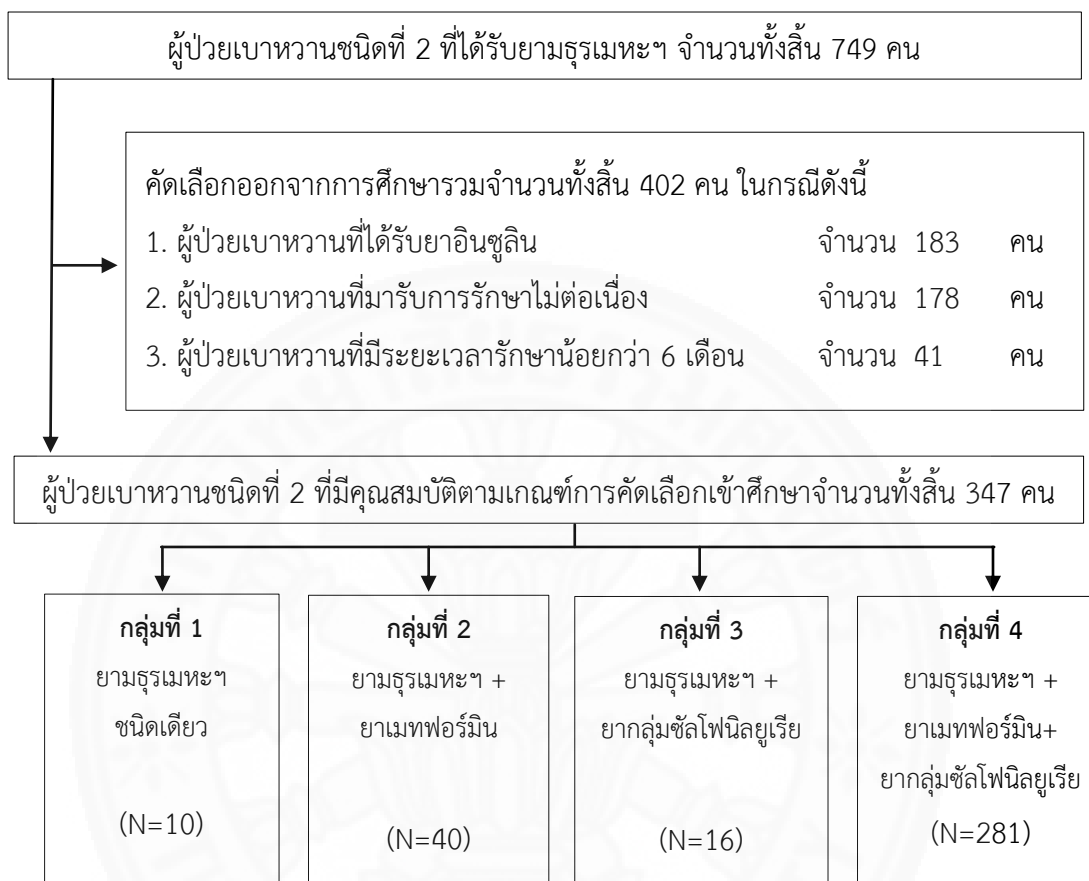 ผู้ป่วยเบาหวานชนิดที่ 2 ที่ได้รับยามธุรเมหะฯ จำนวนทั้งสิ้น 749 คน
คัดเลือกออกจากการศึกษารวมจำนวนทั้งสิ้น 402 คน ในกรณีดังนี้
1. ผู้ป่วยเบาหวานที่ได้รับยาอินซูลิน จำนวน 183 คน
2. ผู้ป่วยเบาหวานที่มารับการรักษาไม่ต่อเนื่อง จำนวน 178 คน
3. ผู้ป่วยเบาหวานที่มีระยะเวลารักษาน้อยกว่า 6 เดือน จำนวน 41 คน
ผู้ป่วยเบาหวานชนิดที่ 2 ที่มีคุณสมบัติตามเกณฑ์การคัดเลือกเข้าศึกษาจำนวนทั้งสิ้น 347 คน
กลุ่มที่ 1
ยามธุรเมหะฯ
ชนิดเดียว
(N=10)
กลุ่มที่ 2
ยามธุรเมหะฯ +
ยาเมทฟอร์มิน
(N=40)
กลุ่มที่ 3
ยามธุรเมหะฯ +
ยากลุ่มซัลโฟนิลยูเรีย
(N=16)
กลุ่มที่ 4
ยามธุรเมหะฯ +
ยาเมทฟอร์มิน+
ยากลุ่มซัลโฟนิลยูเรีย
(N=281)